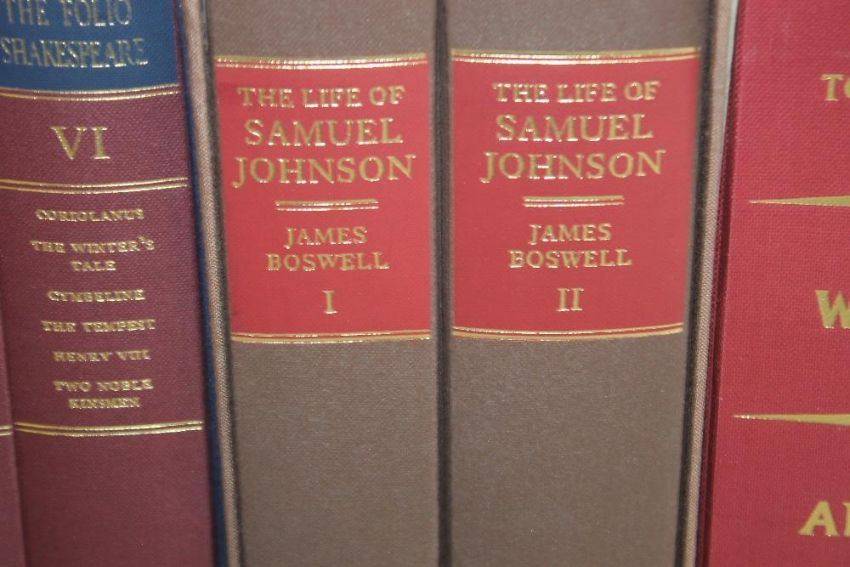 THE FOLIO
SHAKESPEARE
VI
CORIOLANUS
THE WINTER'S
TALE
CYMBELINE
THE TEMPEST
HENRY VIII
TWO NOBLE
KINSMEN
THE LIFE OF
SAMUEL
JOHNSON
JAMES
BOSWELL
I
THE LIFE OF
SAMUEL
JOHNSON
JAMES
BOSWELL
II